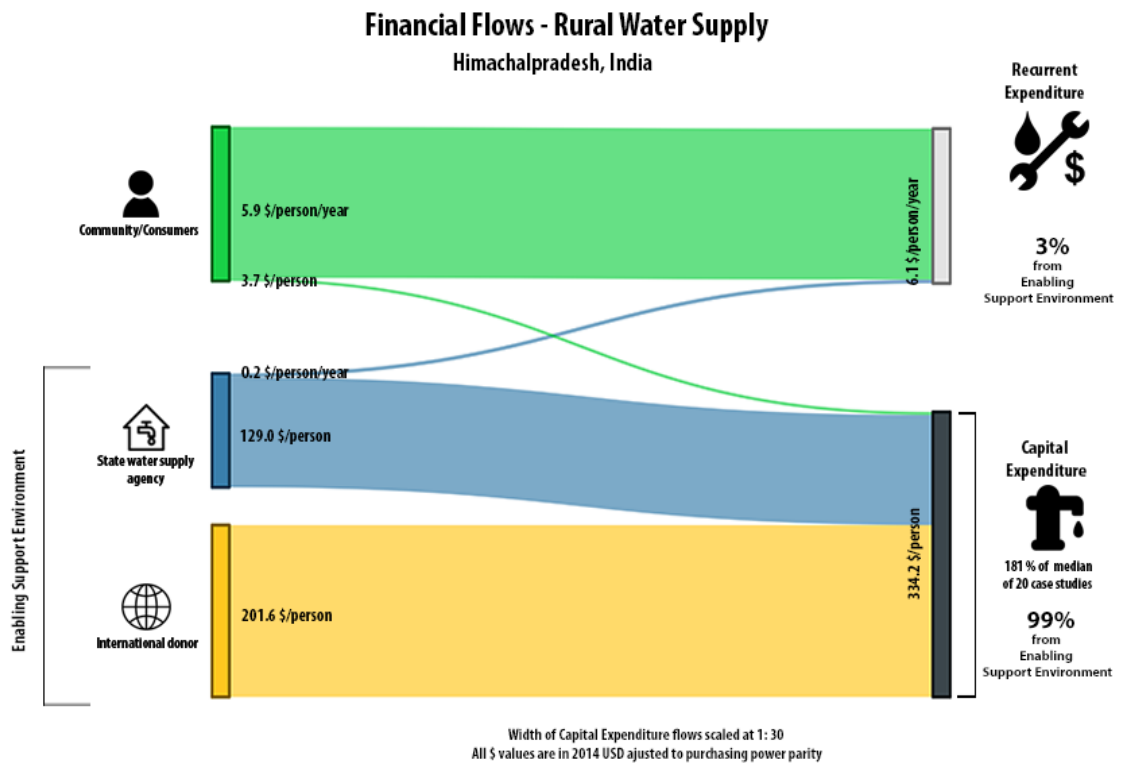 Financial Flows - Rural Water Supply
Himachalpradesh, India
Recurrent
Expenditure
$
Community/Consumers
5.9 $/person/year
3.7 $/person
6.1 $/person/year
3%
from
Enabling
Support Environment
0.2 $/person/year
129.0 $/person
State water supply
agency
Enabling Support Environment
201.6 $/person
International donor
334.2 $/person
Capital
Expenditure
181 % of median
of 20 case studies
99%
from
Enabling
Support Environment
Width of Capital Expenditure flows scaled at 1: 30
All $ values are in 2014 USD ajusted to purchasing power parity